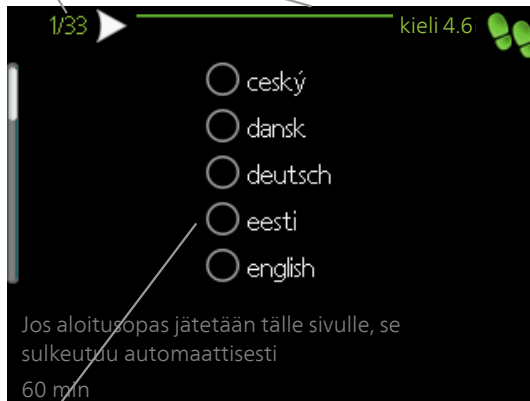 1/33
kieli 4.6
ceský
dansk
deutsch
eesti
english
Jos aloitusopas jätetään tälle sivulle, se
sulkeutuu automaattisesti
60 min